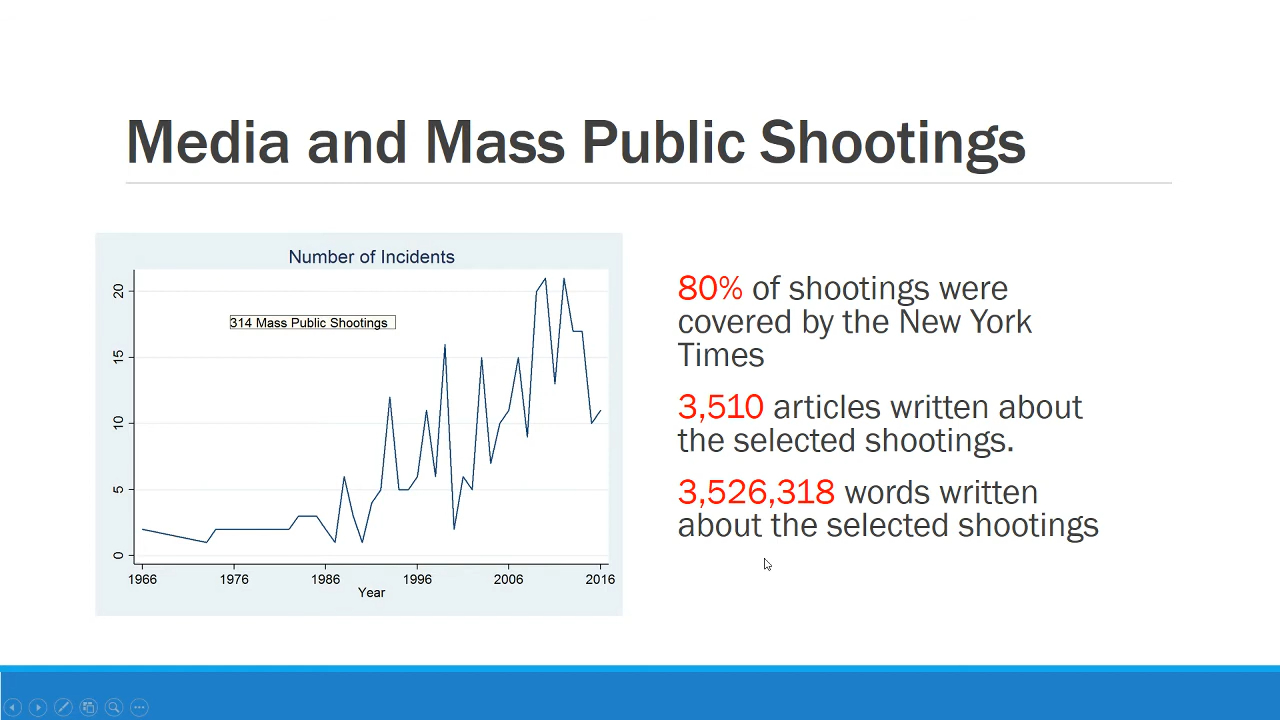 Media and Mass Public Shootings
Number of Incidents
20
15
10
5
0
314 Mass Public Shootings
1966 1976 1986 1996 2006 2016
Year
80% of shootings were
covered by the New York
Times
3,510 articles written about
the selected shootings.
3,526,318 words written
about the selected shootings